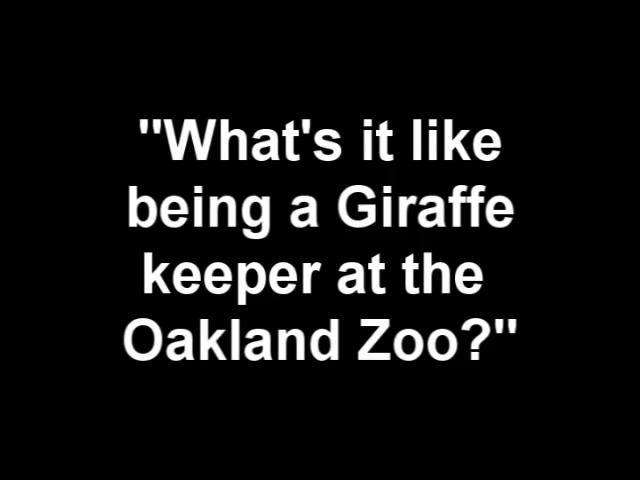 "What's it like
being a Giraffe
keeper at the
Oakland Zoo?"